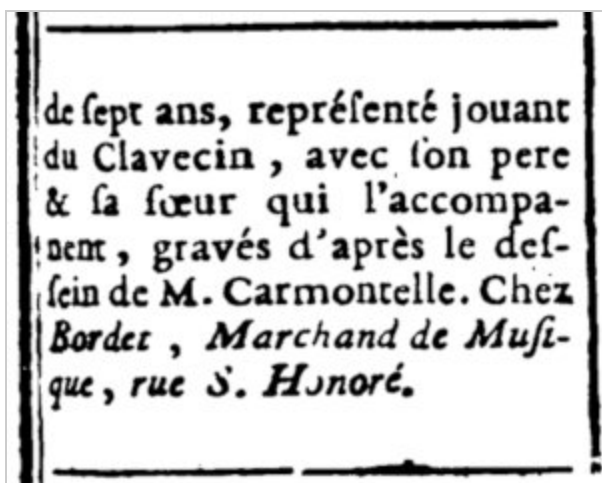 de ſept ans, repréſenté jouant
du Clavecin , avec ſon pere
& ſa ſœur qui l'accompa-
nent , gravés d'après le deſ-
ſein de M. Carmontelle. Chez
Bordet , Marchand de Muſi-
que , rue S. Honoré.